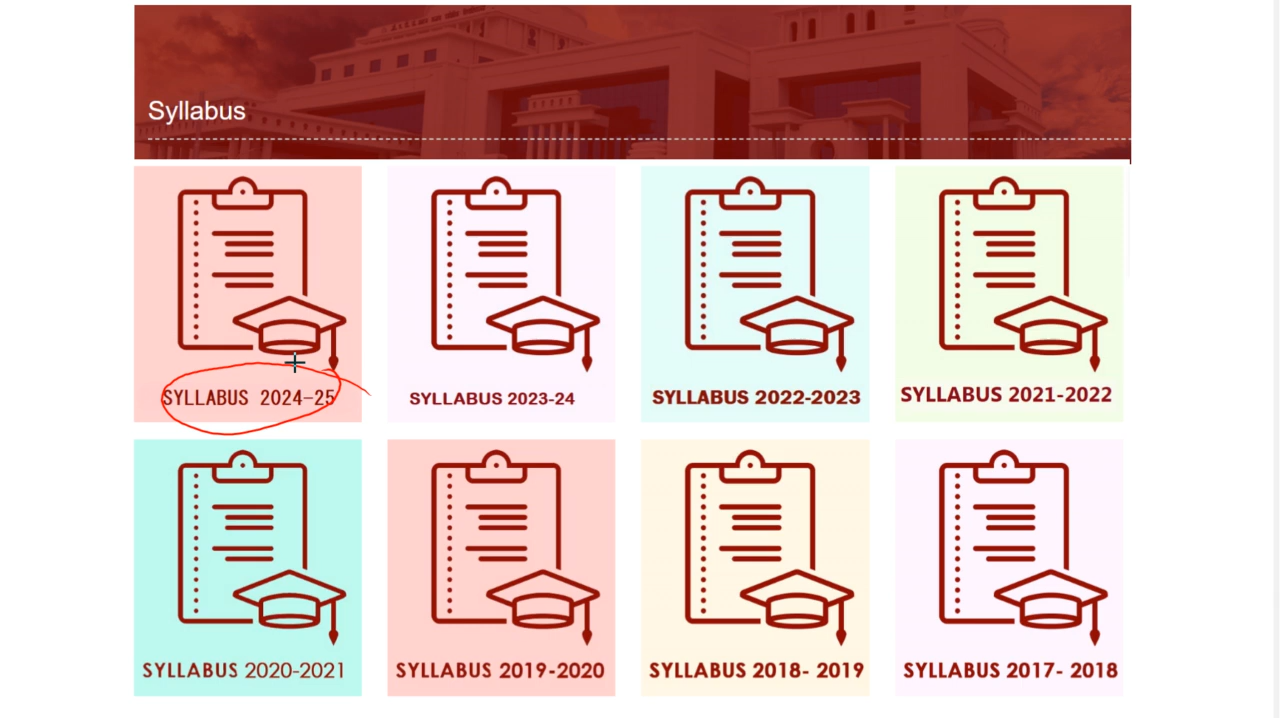 Syllabus
SYLLABUS 2024-25
SYLLABUS 2023-24
SYLLABUS 2022-2023
SYLLABUS 2021-2022
SYLLABUS 2020-2021
SYLLABUS 2019-2020
SYLLABUS 2018- 2019
SYLLABUS 2017- 2018